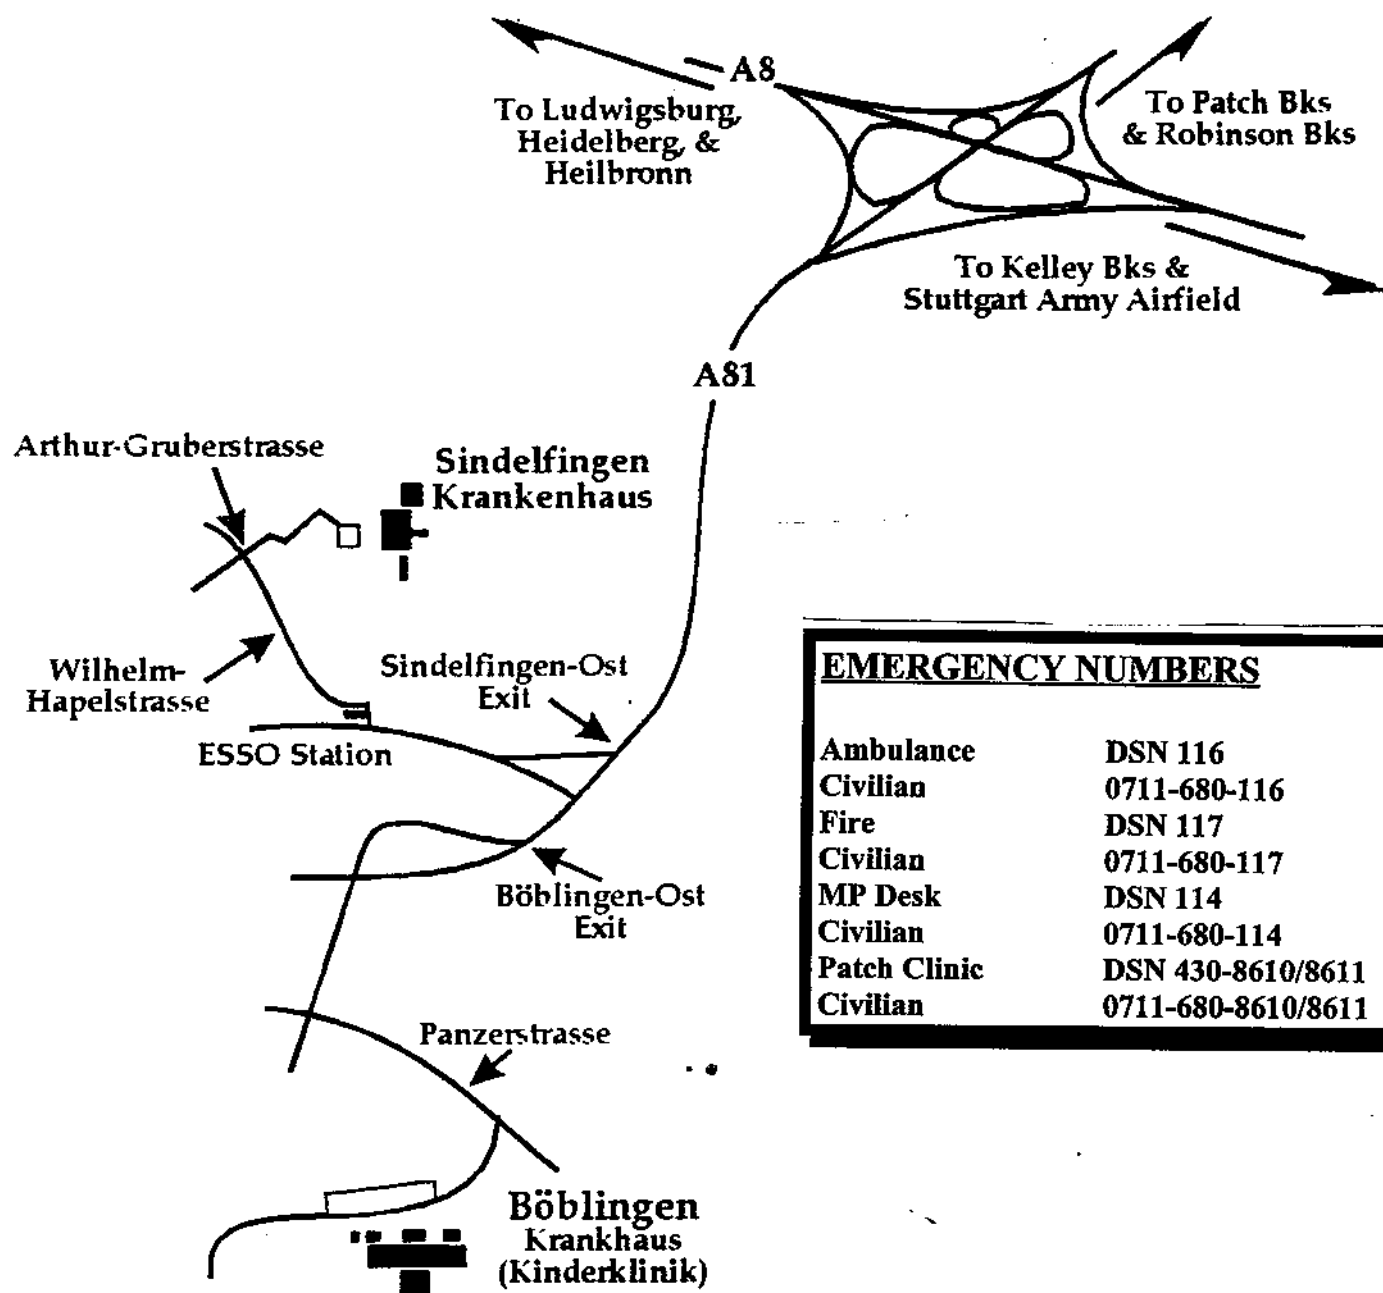 A8
To Ludwigsburg,
Heidelberg, &
Heilbronn
To Patch Bks
& Robinson Bks
To Kelley Bks &
Stuttgart Army Airfield
A81
Arthur-Gruberstrasse
Sindelfingen
Krankenhaus
Wilhelm-
Hapelstrasse
Sindelfingen-Ost
Exit
ESSO Station
Böblingen-Ost
Exit
EMERGENCY NUMBERS
Ambulance DSN 116
Civilian 0711-680-116
Fire DSN 117
Civilian 0711-680-117
MP Desk DSN 114
Civilian 0711-680-114
Patch Clinic DSN 430-8610/8611
Civilian 0711-680-8610/8611
Panzerstrasse
Böblingen
Krankhaus
(Kinderklinik)